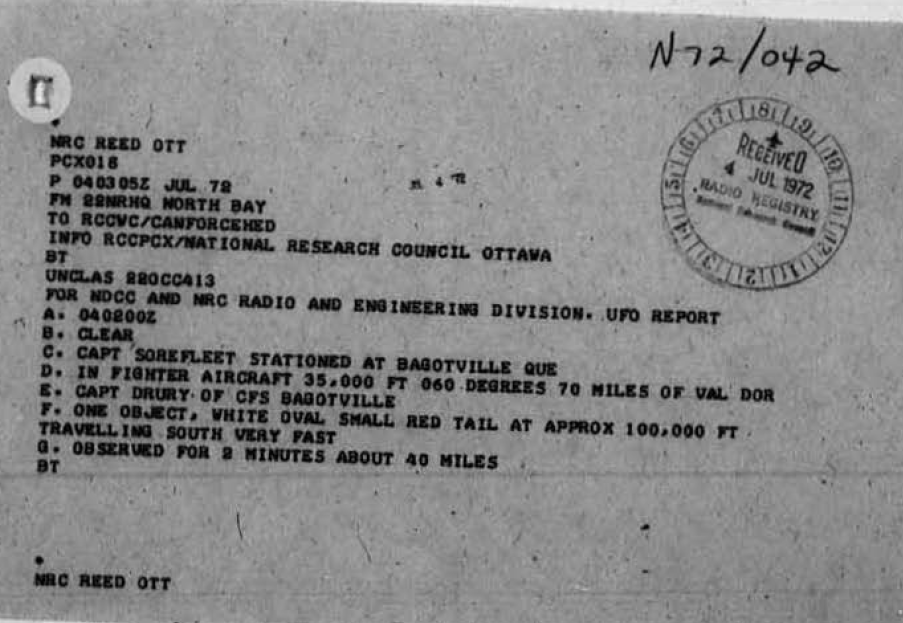 N72/042
RECEIVED
4 JUL 1972
RADIO REGISTRY
NRC REED OTT
PCX018
P 040305Z JUL 72
FM 22NRHQ NORTH BAY
TO RCCWC/CANFORCEHED
INFO RCCPCX/NATIONAL RESEARCH COUNCIL OTTAWA
BT
UNCLAS 220CC413
FOR NDCC AND NRC RADIO AND ENGINEERING DIVISION. UFO REPORT
A. 040200Z
B. CLEAR
C. CAPT SOREFLEET STATIONED AT BAGOTVILLE QUE
D. IN FIGHTER AIRCRAFT 35,000 FT 060 DEGREES 70 MILES OF VAL DOR
E. CAPT DRURY OF CFS BAGOTVILLE
F. ONE OBJECT, WHITE OVAL SMALL RED TAIL AT APPROX 100,000 FT
TRAVELLING SOUTH VERY FAST
G. OBSERVED FOR 2 MINUTES ABOUT 40 MILES
BT
NRC REED OTT